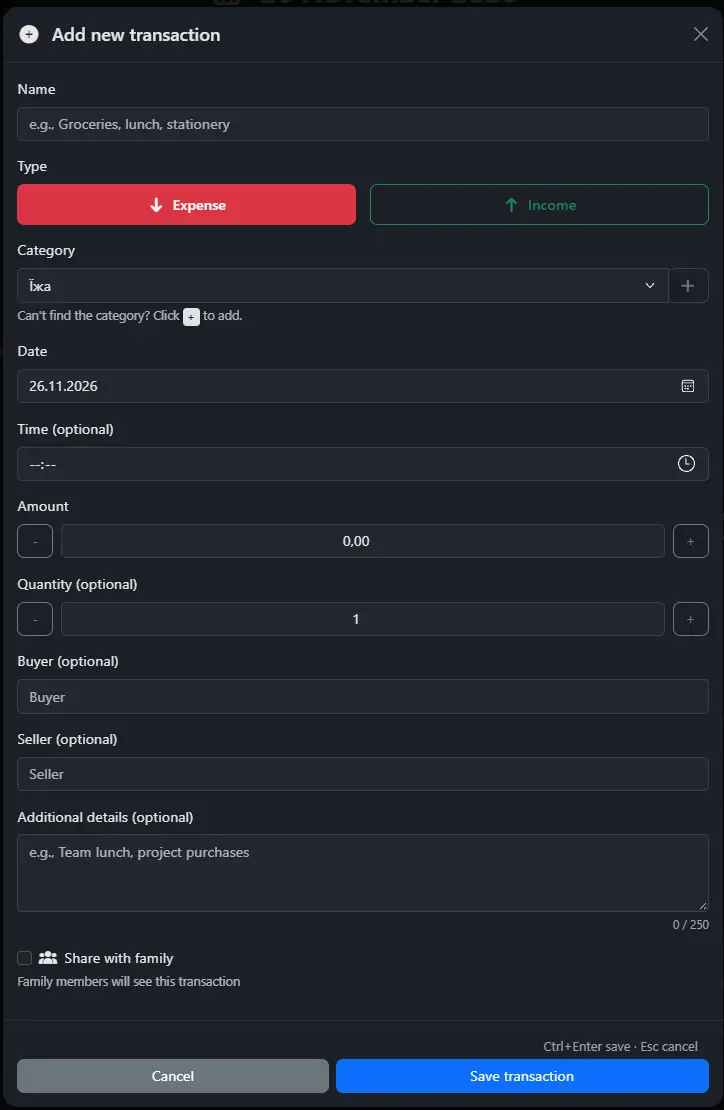 Add new transaction
Name
e.g., Groceries, lunch, stationery
Type
Expense
Income
Category
Їжа
+
Can't find the category? Click + to add.
Date
26.11.2026
Time (optional)
--:--
Amount
- 0,00 +
Quantity (optional)
- 1 +
Buyer (optional)
Buyer
Seller (optional)
Seller
Additional details (optional)
e.g., Team lunch, project purchases
0 / 250
Share with family
Family members will see this transaction
Ctrl+Enter save · Esc cancel
Cancel
Save transaction